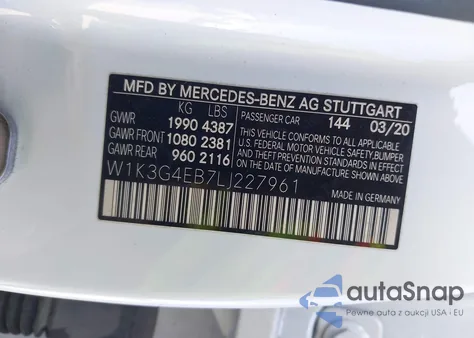 MFD BY MERCEDES-BENZ AG STUTTGART
KG LBS PASSENGER CAR 144 03/20
GVWR 1990 4387
GAWR FRONT 1080 2381
GAWR REAR 960 2116
THIS VEHICLE CONFORMS TO ALL APPLICABLE
U.S. FEDERAL MOTOR VEHICLE SAFETY, BUMPER
AND THEFT PREVENTION STANDARDS IN
EFFECT ON THE DATE OF MANUFACTURE
SHOWN ABOVE.
W1K3G4EB7LJ227961
MADE IN GERMANY
autoSnap
Pewne auto z aukcji USA i EU